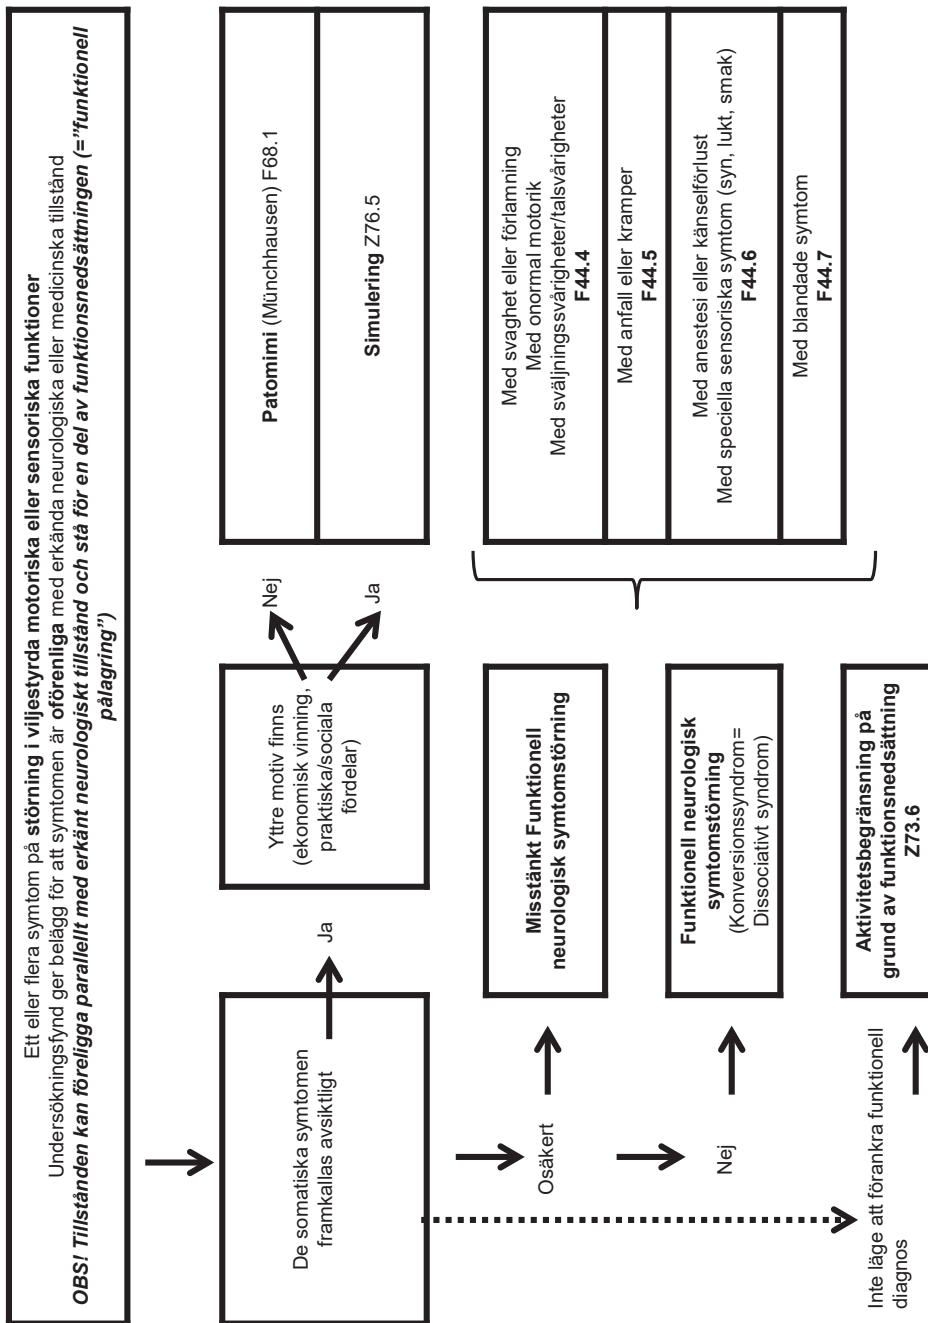 Ett eller flera symtom på störning i viljestyrda motoriska eller sensoriska funktioner
Undersökningsfynd ger belägg för att symtomen är oförenliga med erkända neurologiska eller medicinska tillstånd
OBS! Tillstånden kan föreligga parallellt med erkänt neurologiskt tillstånd och stå för en del av funktionsnedsättningen (="funktionell
pålagring")
De somatiska symtomen
framkallas avsiktligt
Ja
Yttre motiv finns
(ekonomisk vinning,
praktiska/sociala
fördelar)
Nej
Ja
Patomimi (Münchhausen) F68.1
Simulering Z76.5
Osäkert
Misstänkt Funktionell
neurologisk symtomstörning
Nej
Funktionell neurologisk
symtomstörning
(Konversionssyndrom=
Dissociativt syndrom)
Inte läge att förankra funktionell
diagnos
Aktivitetsbegränsning på
grund av funktionsnedsättning
Z73.6
Med svaghet eller förlamning
Med onormal motorik
Med sväljningssvårigheter/talsvårigheter
F44.4
Med anfall eller kramper
F44.5
Med anestesi eller känselförlust
Med speciella sensoriska symtom (syn, lukt, smak)
F44.6
Med blandade symtom
F44.7